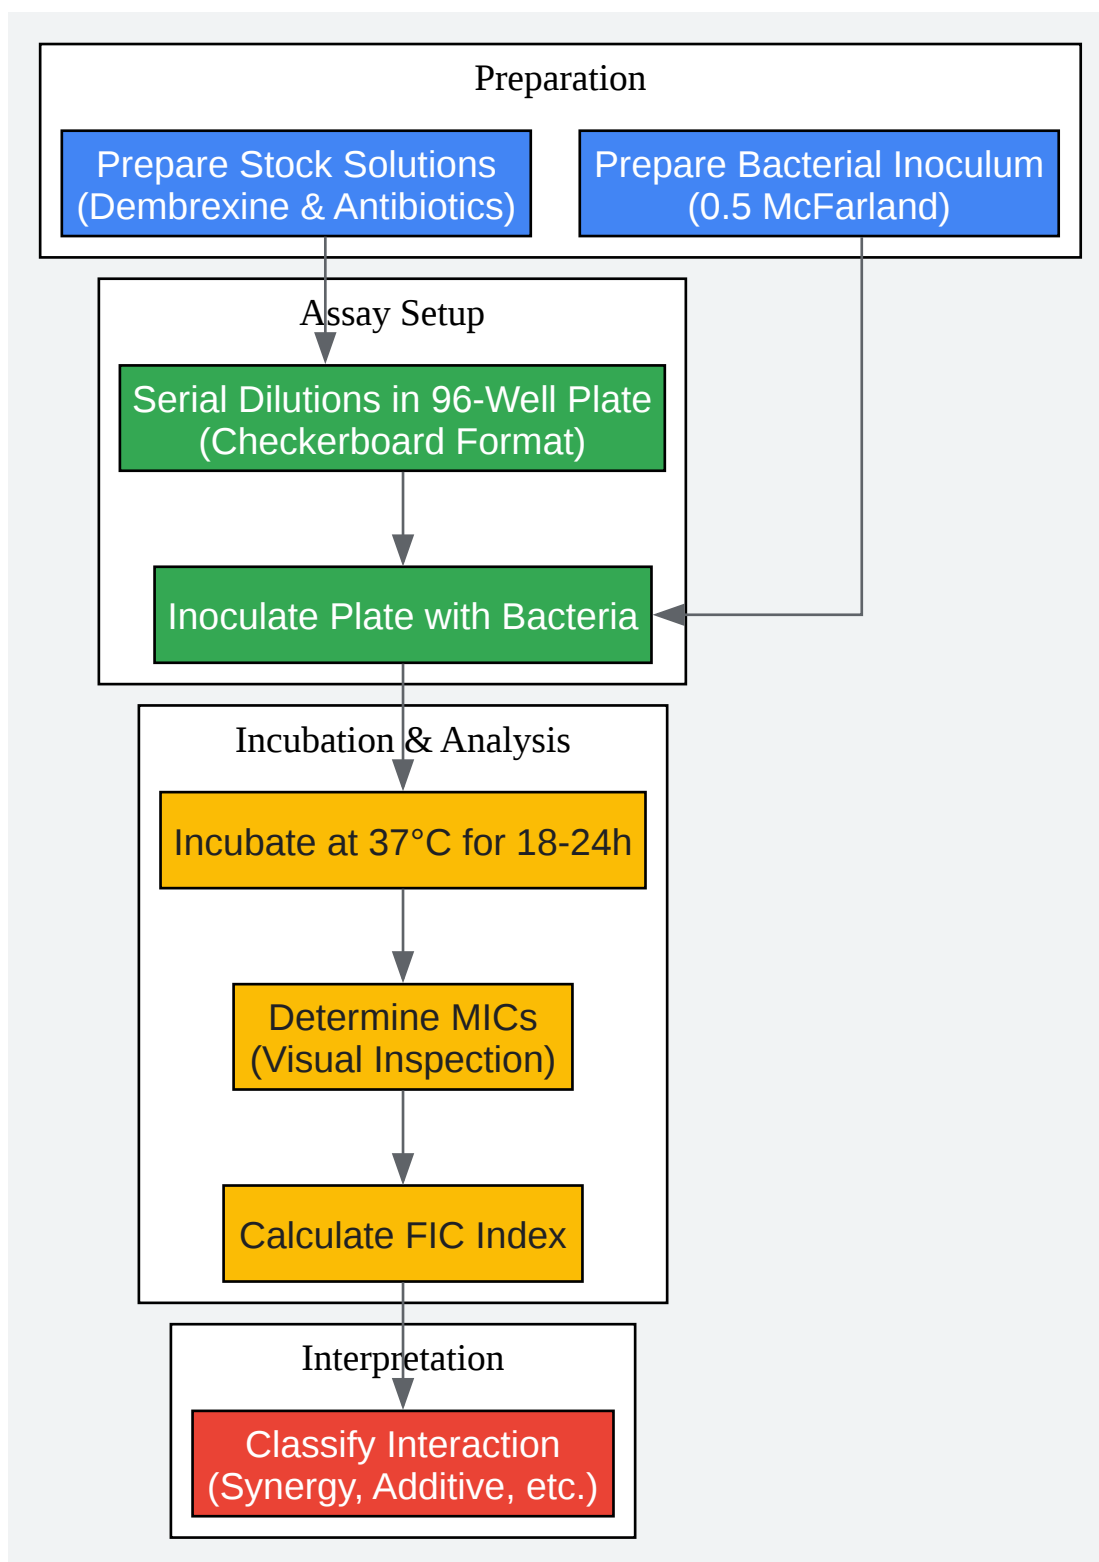 Preparation
Prepare Stock Solutions
(Dembrexine & Antibiotics)
Prepare Bacterial Inoculum
(0.5 McFarland)
Assay Setup
Serial Dilutions in 96-Well Plate
(Checkerboard Format)
Inoculate Plate with Bacteria
Incubation & Analysis
Incubate at 37°C for 18-24h
Determine MICs
(Visual Inspection)
Calculate FIC Index
Interpretation
Classify Interaction
(Synergy, Additive, etc.)